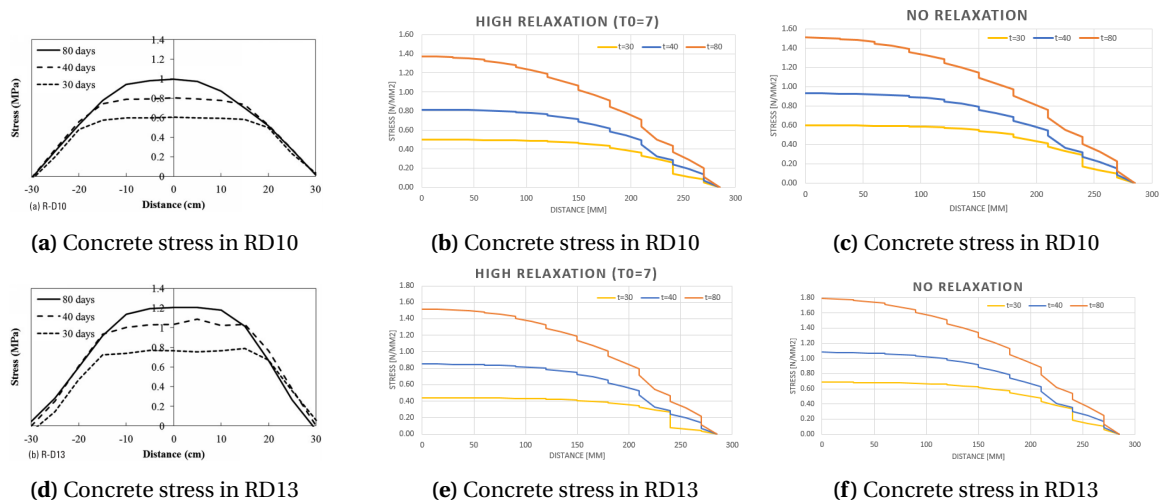 80 days
40 days
30 days
Stress (MPa)
1.4
1.2
1
0.8
0.6
0.4
0.2
0
-30 -20 -10 0 10 20 30
(a) R-D10
Distance (cm)
(a) Concrete stress in RD10
HIGH RELAXATION (T0=7)
t=30 t=40 t=80
STRESS [N/MM2]
1.60
1.40
1.20
1.00
0.80
0.60
0.40
0.20
0.00
0 50 100 150 200 250 300
DISTANCE [MM]
(b) Concrete stress in RD10
NO RELAXATION
t=30 t=40 t=80
STRESS [N/MM2]
1.60
1.40
1.20
1.00
0.80
0.60
0.40
0.20
0.00
0 50 100 150 200 250 300
DISTANCE [MM]
(c) Concrete stress in RD10
80 days
40 days
30 days
Stress (MPa)
1.4
1.2
1
0.8
0.6
0.4
0.2
0
-30 -20 -10 0 10 20 30
(b) R-D13
Distance (cm)
(d) Concrete stress in RD13
HIGH RELAXATION (T0=7)
t=30 t=40 t=80
STRESS [N/MM2]
1.80
1.60
1.40
1.20
1.00
0.80
0.60
0.40
0.20
0.00
0 50 100 150 200 250 300
DISTANCE [MM]
(e) Concrete stress in RD13
NO RELAXATION
t=30 t=40 t=80
STRESS [N/MM2]
1.80
1.60
1.40
1.20
1.00
0.80
0.60
0.40
0.20
0.00
0 50 100 150 200 250 300
DISTANCE [MM]
(f) Concrete stress in RD13